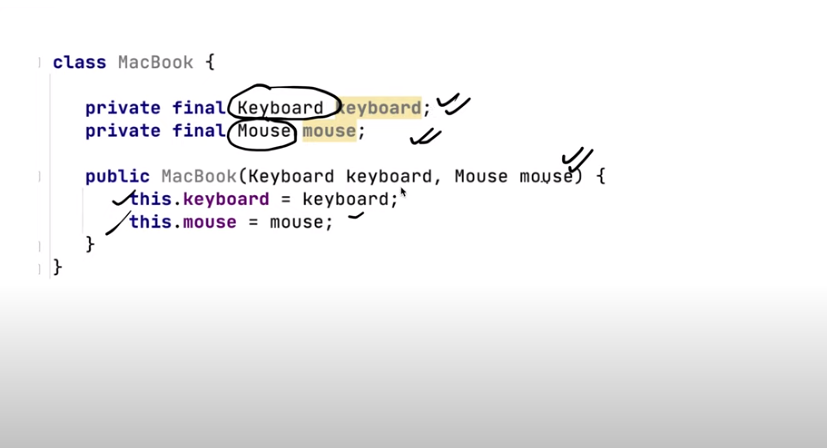 class MacBook {
private final Keyboard keyboard;
private final Mouse mouse;
public MacBook(Keyboard keyboard, Mouse mouse) {
this.keyboard = keyboard;
this.mouse = mouse;
}
}